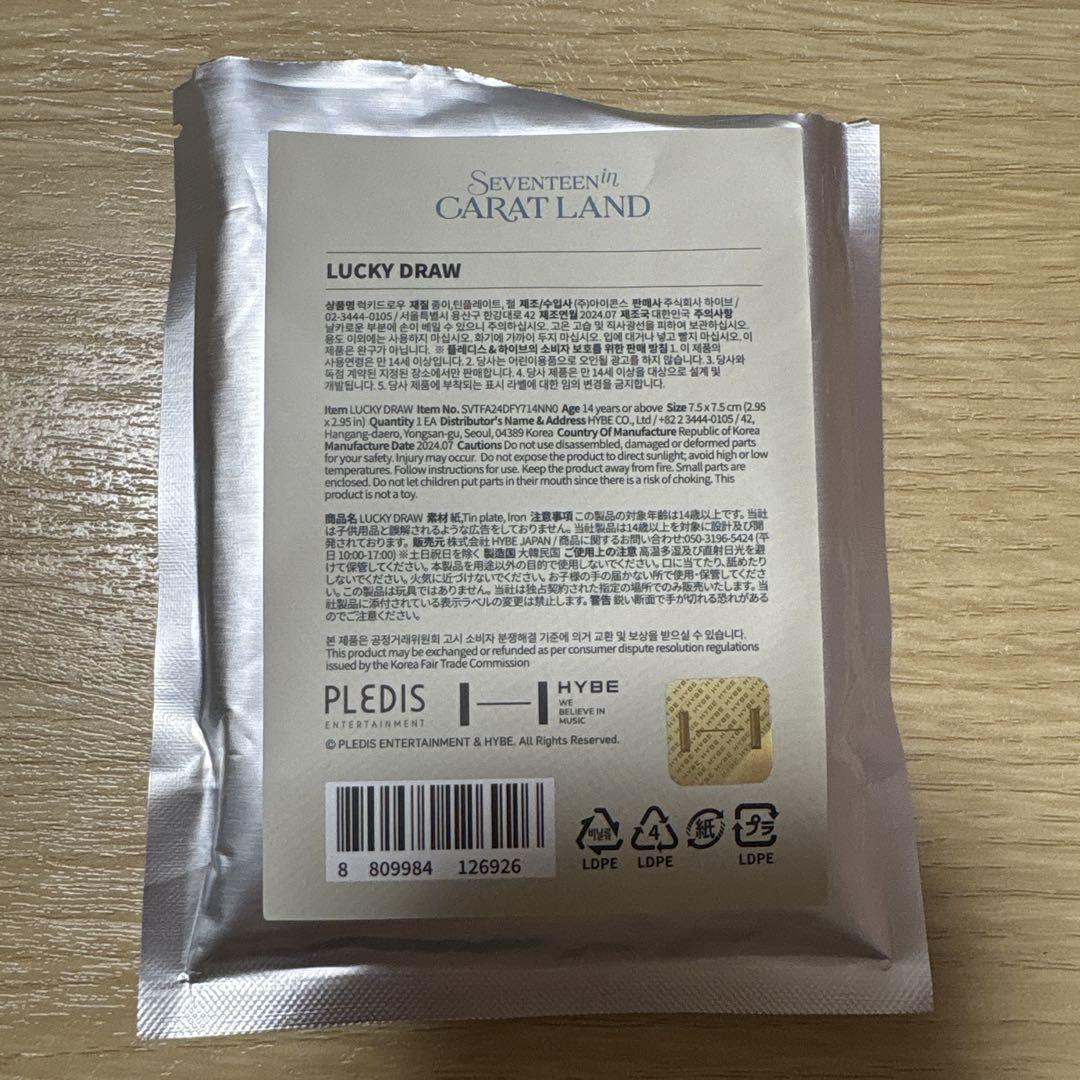 SEVENTEEN in
CARAT LAND
LUCKY DRAW
상품명 럭키드로우 재질 종이,틴플레이트, 철 제조/수입사 (주)아이콘스 판매사 주식회사 하이브 /
02-3444-0105 / 서울특별시 용산구 한강대로 42 제조연월 2024.07 제조국 대한민국 주의사항
날카로운 부분에 손이 베일 수 있으니 주의하십시오. 고온 고습 및 직사광선을 피하여 보관하십시오.
용도 이외에는 사용하지 마십시오. 화기에 가까이 두지 마십시오. 입에 대거나 넣고 빨지 마십시오. 이
제품은 완구가 아닙니다. ※ 플레디스 & 하이브의 소비자 보호를 위한 판매 방침 1. 이 제품의
사용연령은 만 14세 이상입니다. 2. 당사는 어린이용품으로 오인될 광고를 하지 않습니다. 3. 당사와
독점 계약된 지정된 장소에서만 판매합니다. 4. 당사 제품은 만 14세 이상을 대상으로 설계 및
개발됩니다. 5. 당사 제품에 부착되는 표시 라벨에 대한 임의 변경을 금지합니다.
Item LUCKY DRAW Item No. SVTFA24DFY714NN0 Age 14 years or above Size 7.5 x 7.5 cm (2.95
x 2.95 in) Quantity 1 EA Distributor's Name & Address HYBE CO., Ltd / +82 2 3444-0105 / 42,
Hangang-daero, Yongsan-gu, Seoul, 04389 Korea Country Of Manufacture Republic of Korea
Manufacture Date 2024.07 Cautions Do not use disassembled, damaged or deformed parts
for your safety. Injury may occur. Do not expose the product to direct sunlight; avoid high or low
temperatures. Follow instructions for use. Keep the product away from fire. Small parts are
enclosed. Do not let children put parts in their mouth since there is a risk of choking. This
product is not a toy.
商品名 LUCKY DRAW 素材 紙,Tin plate, Iron 注意事項 この製品の対象年齢は14歳以上です。当社
は子供用品と誤解されるような広告をしておりません。当社製品は14歳以上を対象に設計及び開
発されております。販売元 株式会社 HYBE JAPAN / 商品に関するお問い合わせ:050-3196-5424 (平
日 10:00-17:00) ※土日祝日を除く 製造国 大韓民国 ご使用上の注意 高温多湿及び直射日光を避
けて保管してください。本製品を用途以外の目的で使用しないでください。口に当てたり、舐めたり
しないでください。火気に近づけないでください。お子様の手の届かない所で使用・保管してくださ
い。この製品は玩具ではありません。当社は独占契約された指定の場所でのみ販売いたします。当
社製品に添付されている表示ラベルの変更は禁止します。警告 鋭い断面で手が切れる恐れがある
のでご注意ください。
본 제품은 공정거래위원회 고시 소비자 분쟁해결 기준에 의거 교환 및 보상을 받으실 수 있습니다.
This product may be exchanged or refunded as per consumer dispute resolution regulations
issued by the Korea Fair Trade Commission
PLEDIS
ENTERTAINMENT
HYBE
WE
BELIEVE IN
MUSIC
© PLEDIS ENTERTAINMENT & HYBE. All Rights Reserved.
8 809984 126926
비닐류
LDPE
4
LDPE
紙
プラ
LDPE